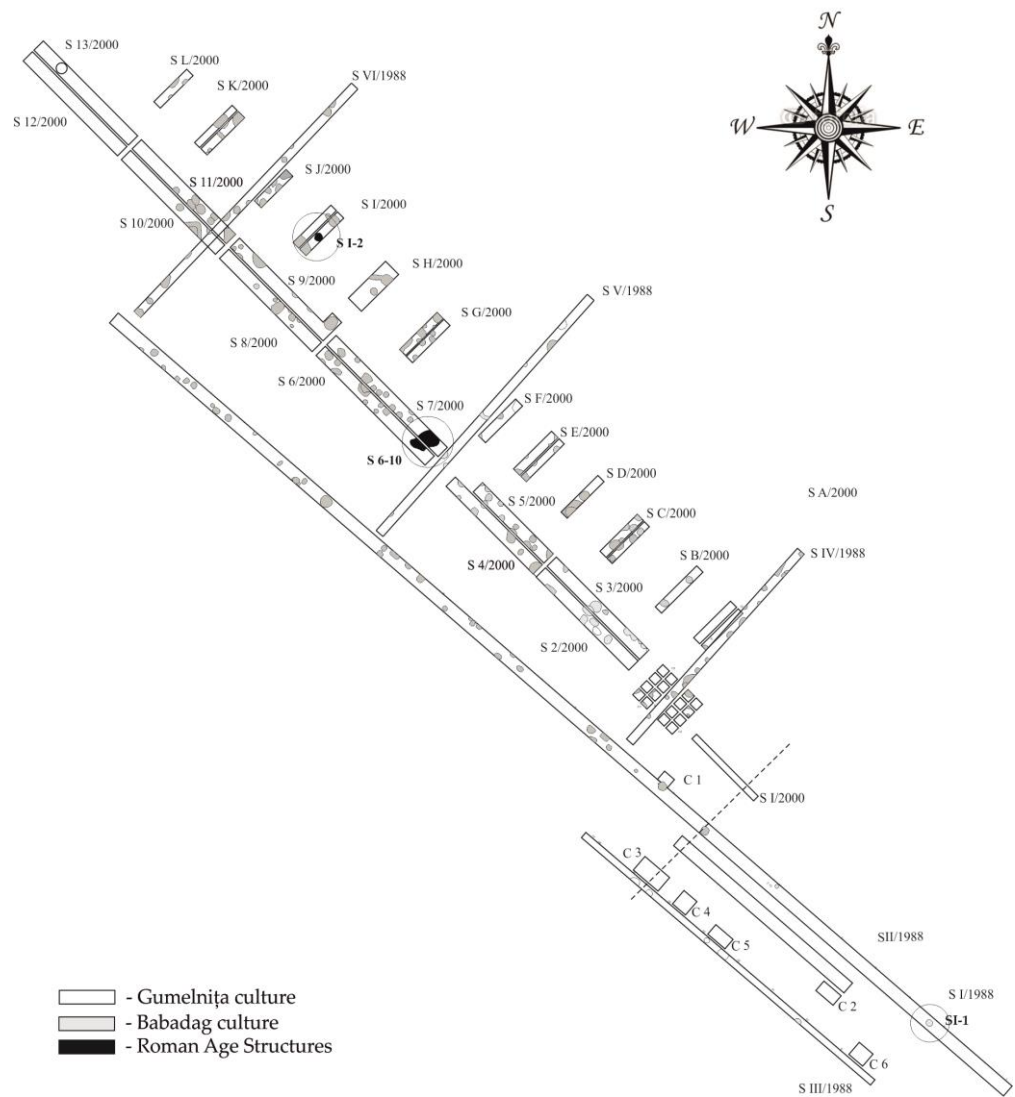 N
S 13/2000
S L/2000
S VI/1988
S K/2000
S 12/2000
W
E
S J/2000
S 11/2000
S I/2000
S
S 10/2000
S I-2
S H/2000
S 9/2000
S V/1988
S G/2000
S 8/2000
S 6/2000
S F/2000
S 7/2000
S E/2000
S 6-10
S D/2000
S A/2000
S 5/2000
S C/2000
S B/2000
S IV/1988
S 4/2000
S 3/2000
S 2/2000
C 1
S I/2000
C 3
C 4
C 5
SII/1988
S I/1988
C 2
SI-1
C 6
S III/1988
- Gumelnița culture
- Babadag culture
- Roman Age Structures